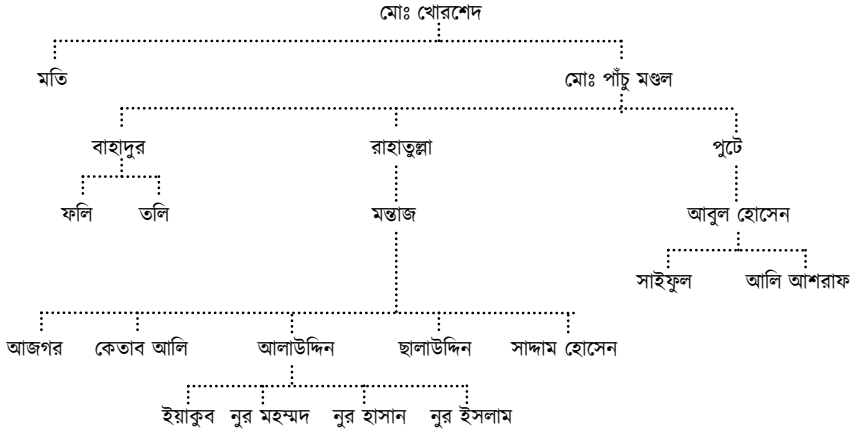 মোঃ খোরশেদ
মতি মোঃ পাঁচু মণ্ডল
বাহাদুর রাহাতুল্লা পুটে
ফলি তলি মন্তাজ আবুল হোসেন
সাইফুল আলি আশরাফ
আজগর কেতাব আলি আলাউদ্দিন ছালাউদ্দিন সাদ্দাম হোসেন
ইয়াকুব নুর মহম্মদ নুর হাসান নুর ইসলাম